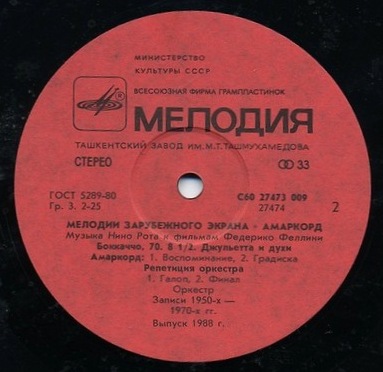 МИНИСТЕРСТВО
КУЛЬТУРЫ СССР
ВСЕСОЮЗНАЯ ФИРМА ГРАМПЛАСТИНОК
МЕЛОДИЯ
ТАШКЕНТСКИЙ ЗАВОД ИМ. М.Т. ТАШМУХАМЕДОВА
СТЕРЕО 33
ГОСТ 5289-80 С60 27473 009
Гр. 3. 2-25 27474 2
МЕЛОДИИ ЗАРУБЕЖНОГО ЭКРАНА - АМАРКОРД
Музыка Нино Рота к фильмам Федерико Феллини
Боккаччо, 70. 8 1/2. Джульетта и духи
Амаркорд: 1. Воспоминание, 2. Градиска
Репетиция оркестра
1. Галоп, 2. Финал
Оркестр
Записи 1950-х —
1970-х гг.
Выпуск 1988 г.